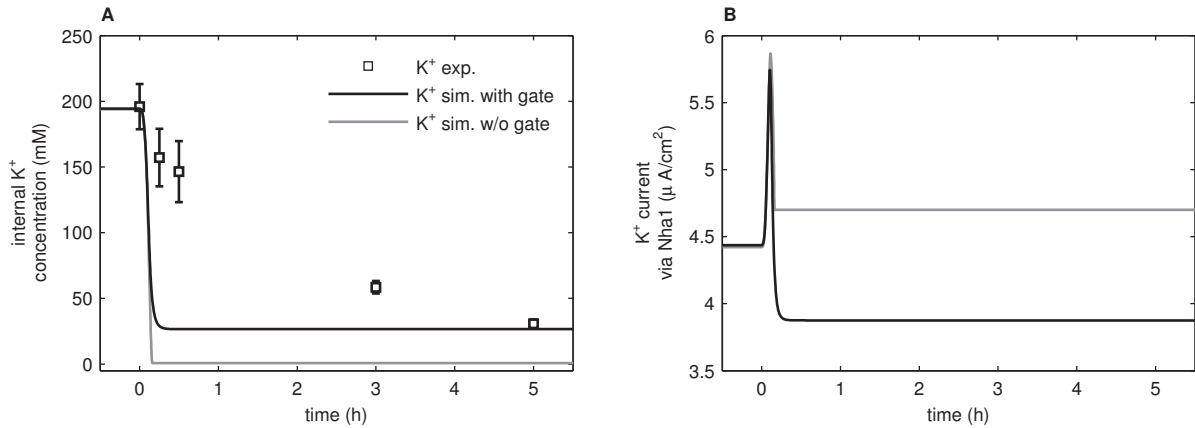 A
250
200
150
100
50
0
internal K⁺
concentration (mM)
K⁺ exp.
K⁺ sim. with gate
K⁺ sim. w/o gate
0 1 2 3 4 5
time (h)
B
6
5.5
5
4.5
4
3.5
K⁺ current
via Nha1 (μ A/cm²)
0 1 2 3 4 5
time (h)